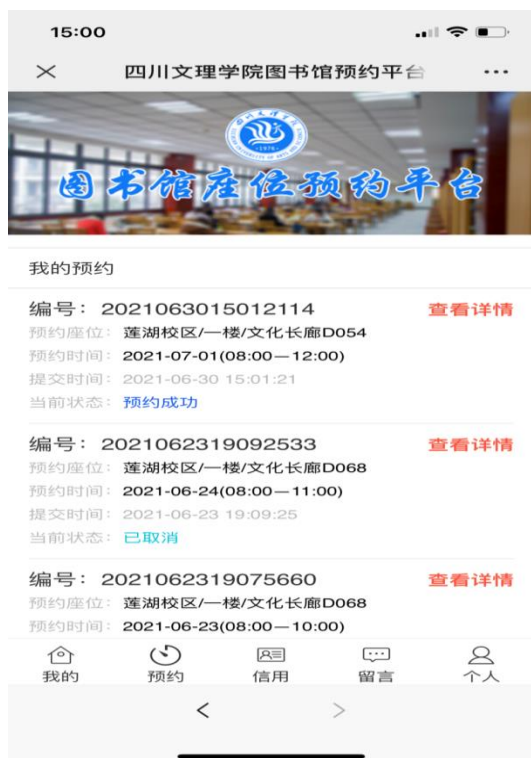 15:00
四川文理学院图书馆预约平台
图书馆座位预约平台
我的预约
编号：2021063015012114 查看详情
预约座位：莲湖校区/一楼/文化长廊D054
预约时间：2021-07-01(08:00—12:00)
提交时间：2021-06-30 15:01:21
当前状态：预约成功
编号：2021062319092533 查看详情
预约座位：莲湖校区/一楼/文化长廊D068
预约时间：2021-06-24(08:00—11:00)
提交时间：2021-06-23 19:09:25
当前状态：已取消
编号：2021062319075660 查看详情
预约座位：莲湖校区/一楼/文化长廊D068
预约时间：2021-06-23(08:00—10:00)
我的 预约 信用 留言 个人